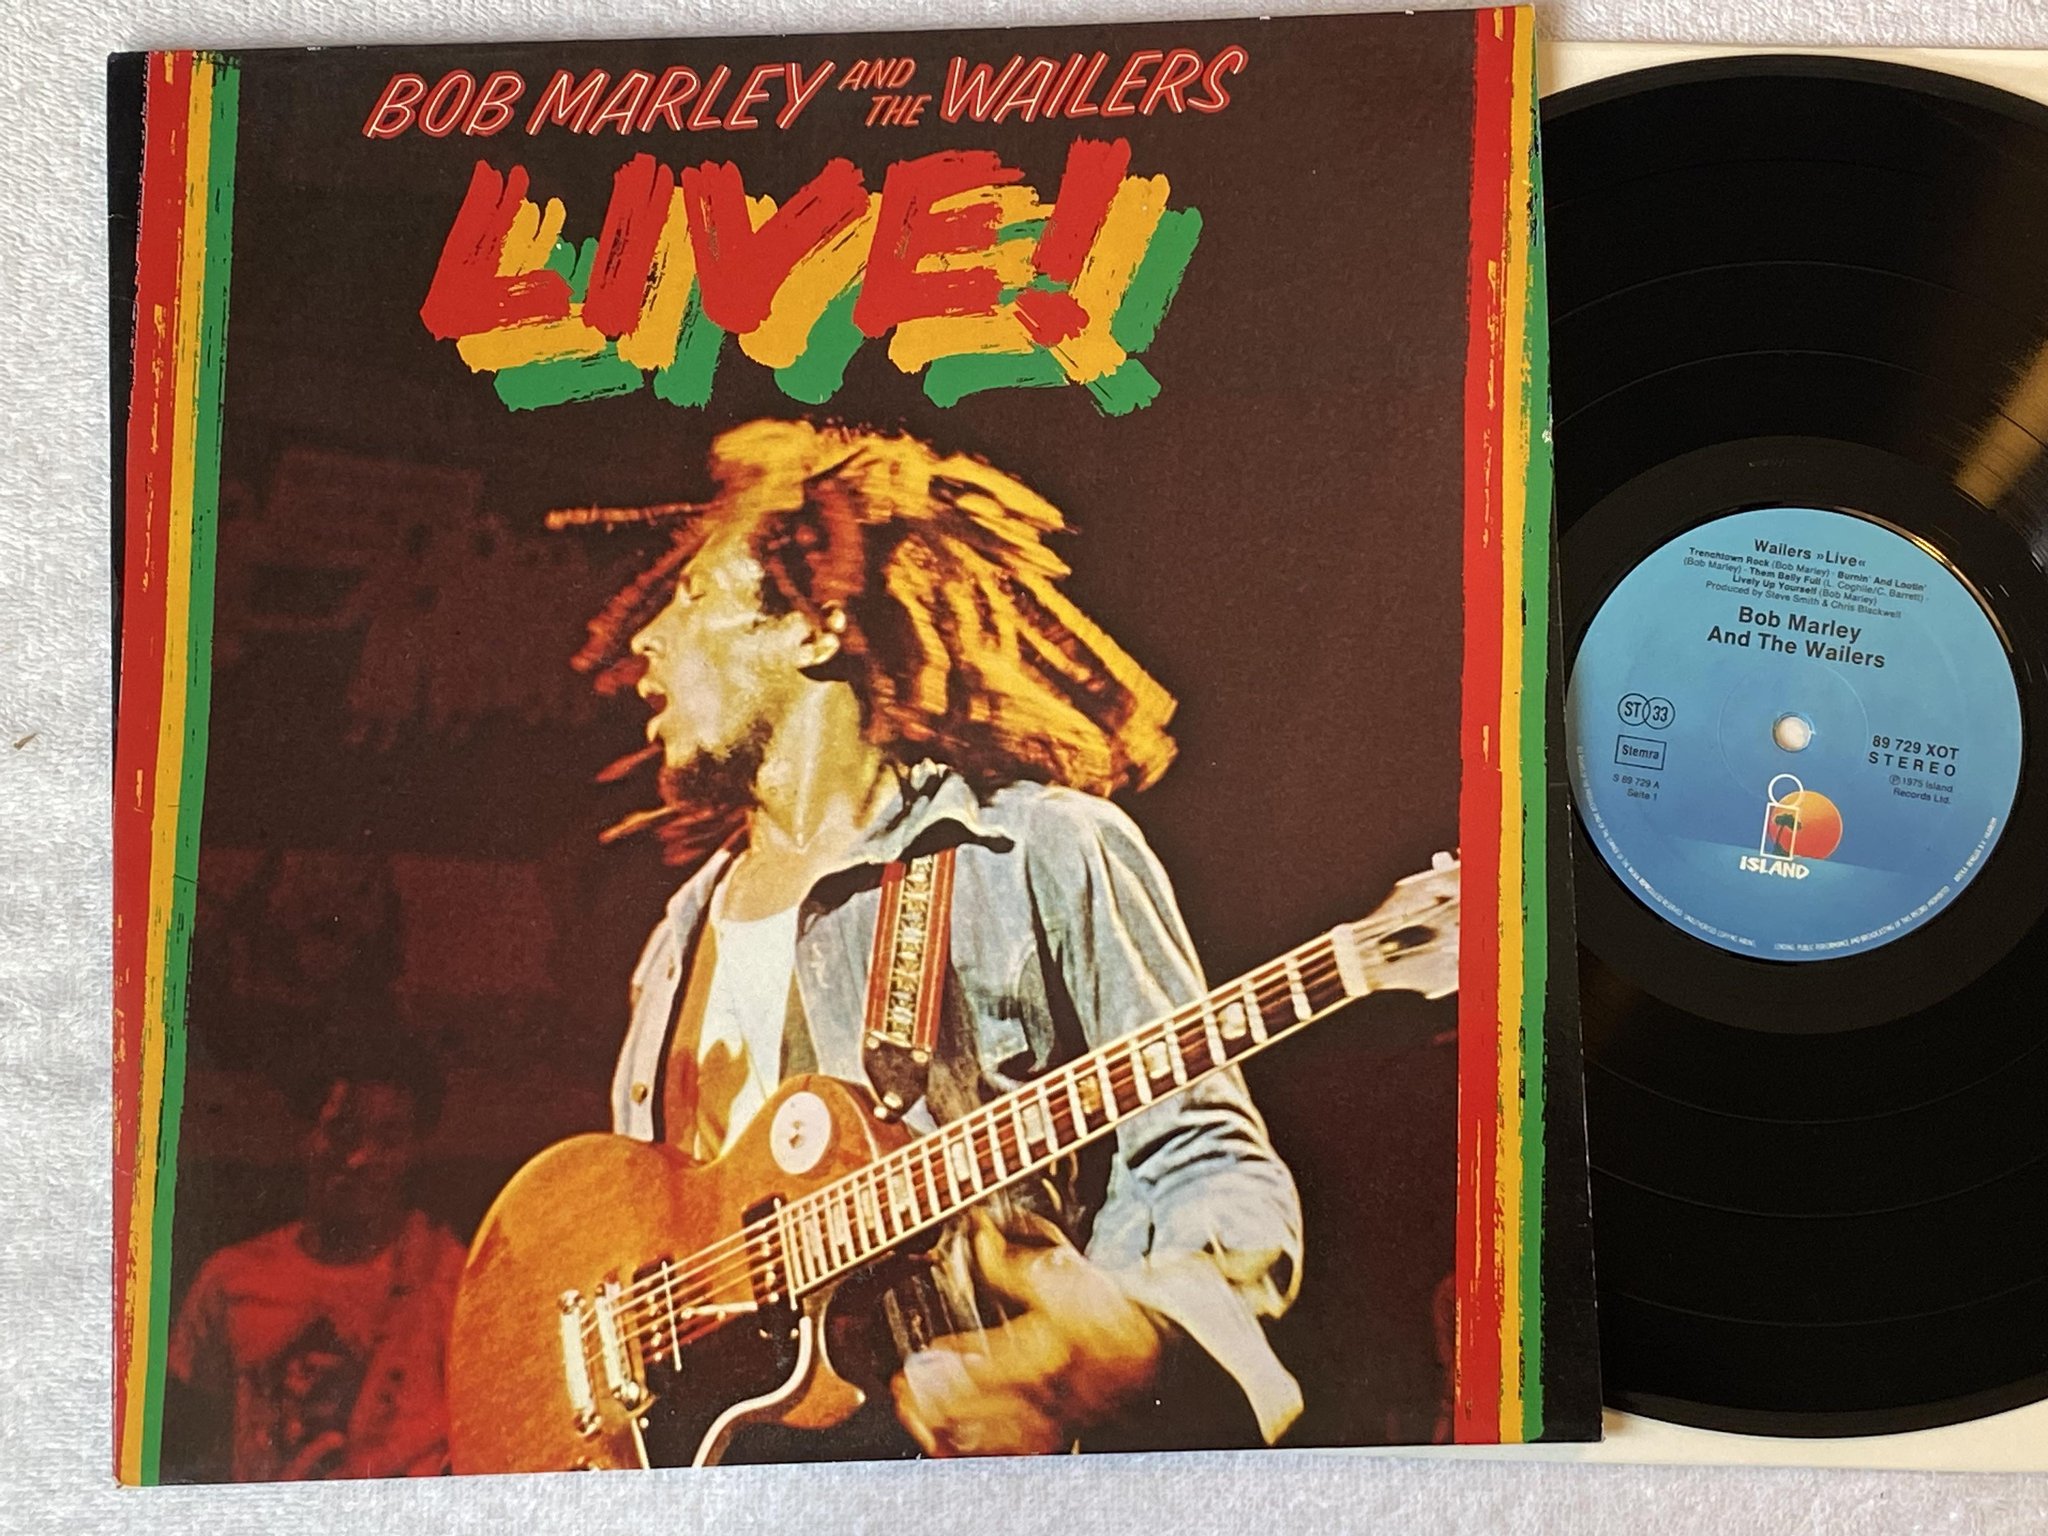 BOB MARLEY AND THE WAILERS
LIVE!
Wailers »Live«
Trenchtown Rock (Bob Marley) · Burnin' And Lootin'
(Bob Marley) · Them Belly Full (L. Coghile/C. Barrett) ·
Lively Up Yourself (Bob Marley)
Produced by Steve Smith & Chris Blackwell
Bob Marley
And The Wailers
ST 33
Stemra
S 89 729 A
Seite 1
89 729 XOT
STEREO
℗ 1975 Island
Records Ltd.
ISLAND